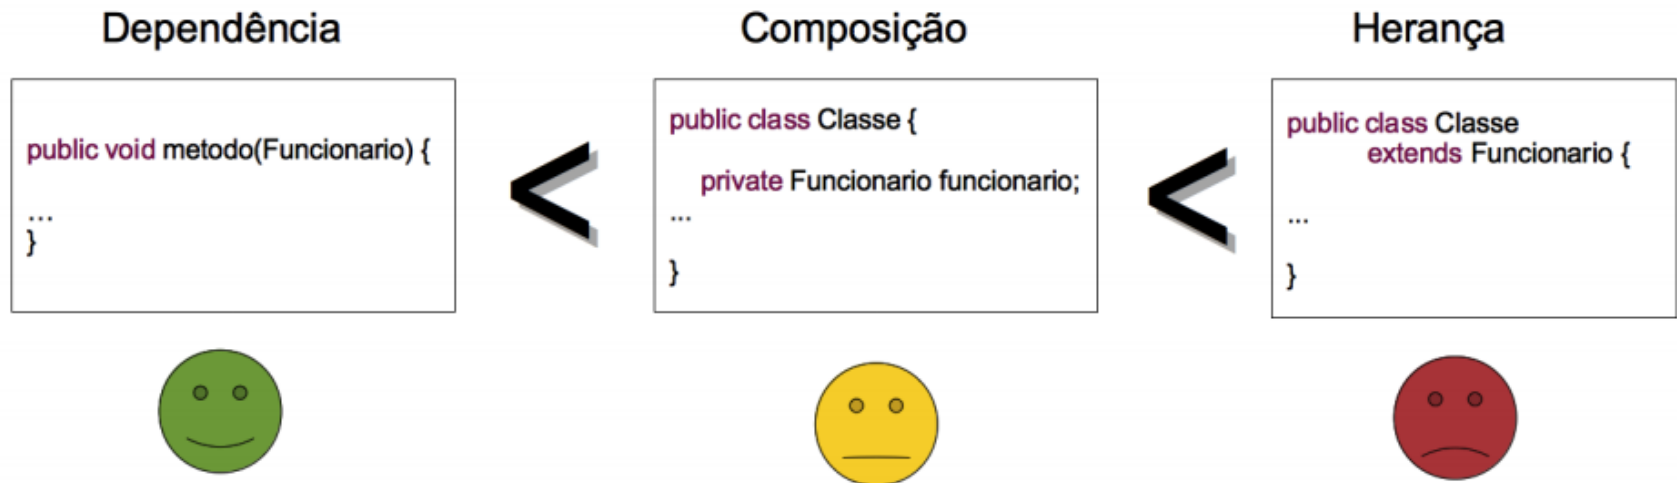 Dependência
public void metodo(Funcionario) {
...
}
<
Composição
public class Classe {
private Funcionario funcionario;
...
}
<
Herança
public class Classe
extends Funcionario {
...
}